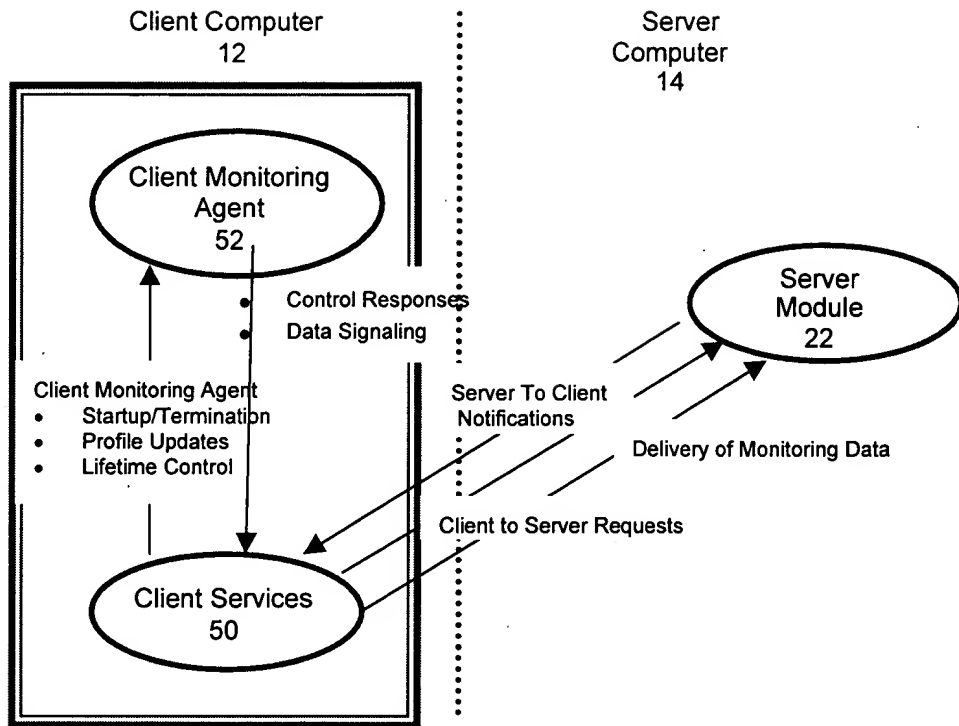 Client Computer
12
Server
Computer
14
Client Monitoring
Agent
52
• Control Responses
• Data Signaling
Server
Module
22
Client Monitoring Agent
• Startup/Termination
• Profile Updates
• Lifetime Control
Server To Client
Notifications
Delivery of Monitoring Data
Client to Server Requests
Client Services
50